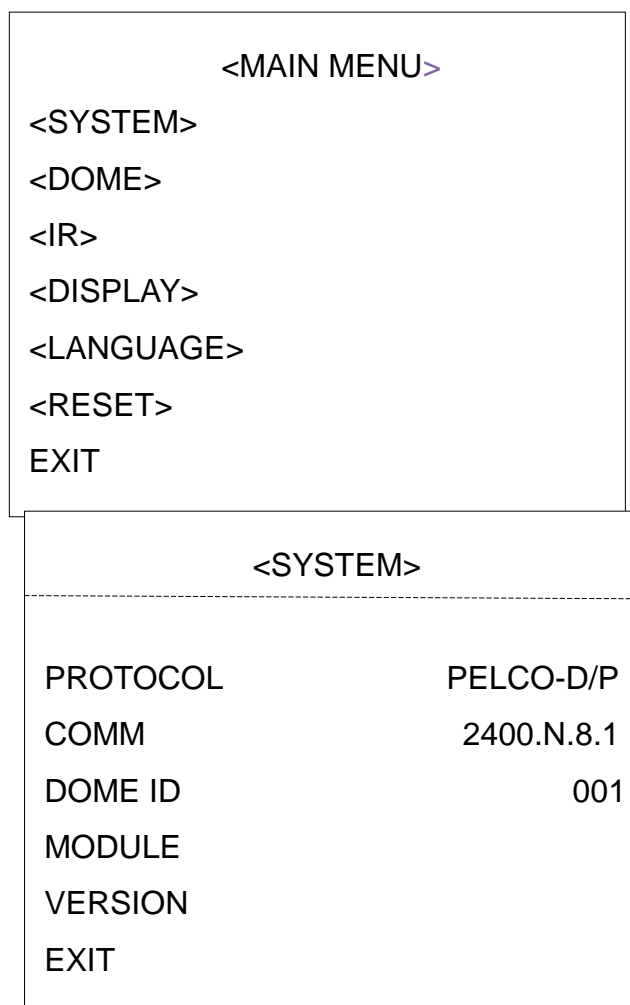 <MAIN MENU>
<SYSTEM>
<DOME>
<IR>
<DISPLAY>
<LANGUAGE>
<RESET>
EXIT
<SYSTEM>
PROTOCOL PELCO-D/P
COMM 2400.N.8.1
DOME ID 001
MODULE
VERSION
EXIT